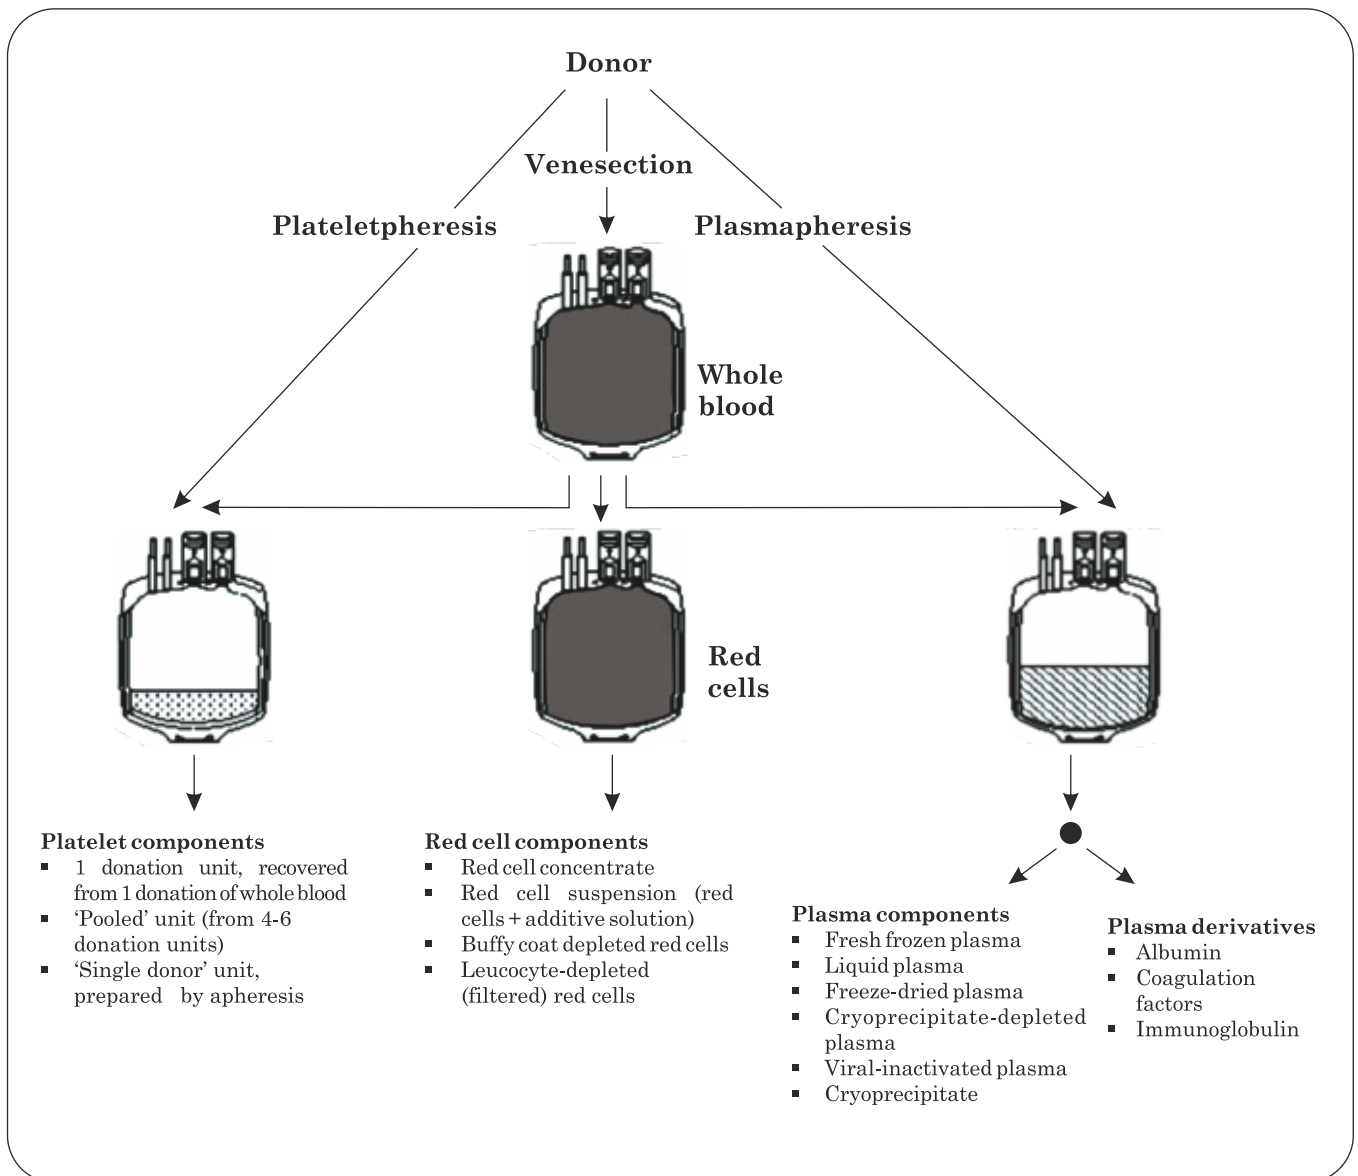 Donor
Venesection
Plateletpheresis
Plasmapheresis
Whole
blood
Red
cells
Platelet components
▪ 1 donation unit, recovered
from 1 donation of whole blood
▪ ‘Pooled’ unit (from 4-6
donation units)
▪ ‘Single donor’ unit,
prepared by apheresis
Red cell components
▪ Red cell concentrate
▪ Red cell suspension (red
cells + additive solution)
▪ Buffy coat depleted red cells
▪ Leucocyte-depleted
(filtered) red cells
Plasma components
▪ Fresh frozen plasma
▪ Liquid plasma
▪ Freeze-dried plasma
▪ Cryoprecipitate-depleted
plasma
▪ Viral-inactivated plasma
▪ Cryoprecipitate
Plasma derivatives
▪ Albumin
▪ Coagulation
factors
▪ Immunoglobulin